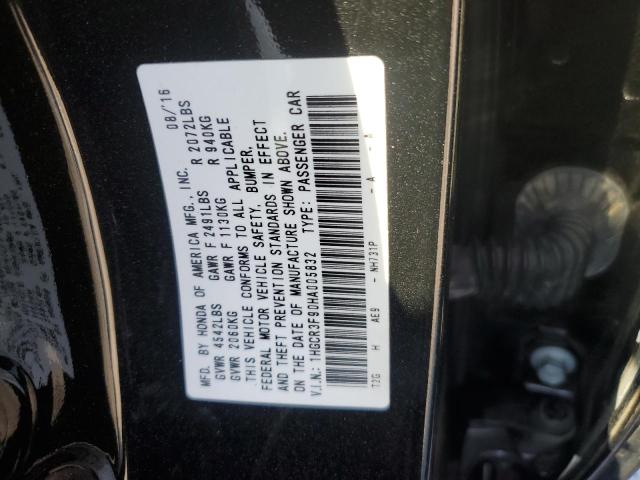 MFD. BY HONDA OF AMERICA MFG., INC. 08/'16
GVWR 4542LBS GAWR F 2491LBS R 2072LBS
GVWR 2060KG GAWR F 1130KG R 940KG
THIS VEHICLE CONFORMS TO ALL APPLICABLE
FEDERAL MOTOR VEHICLE SAFETY, BUMPER,
AND THEFT PREVENTION STANDARDS IN EFFECT
ON THE DATE OF MANUFACTURE SHOWN ABOVE.
V.I.N.: 1HGCR3F90HA005832 TYPE: PASSENGER CAR
T2G H AE9 - NH731P - A - A